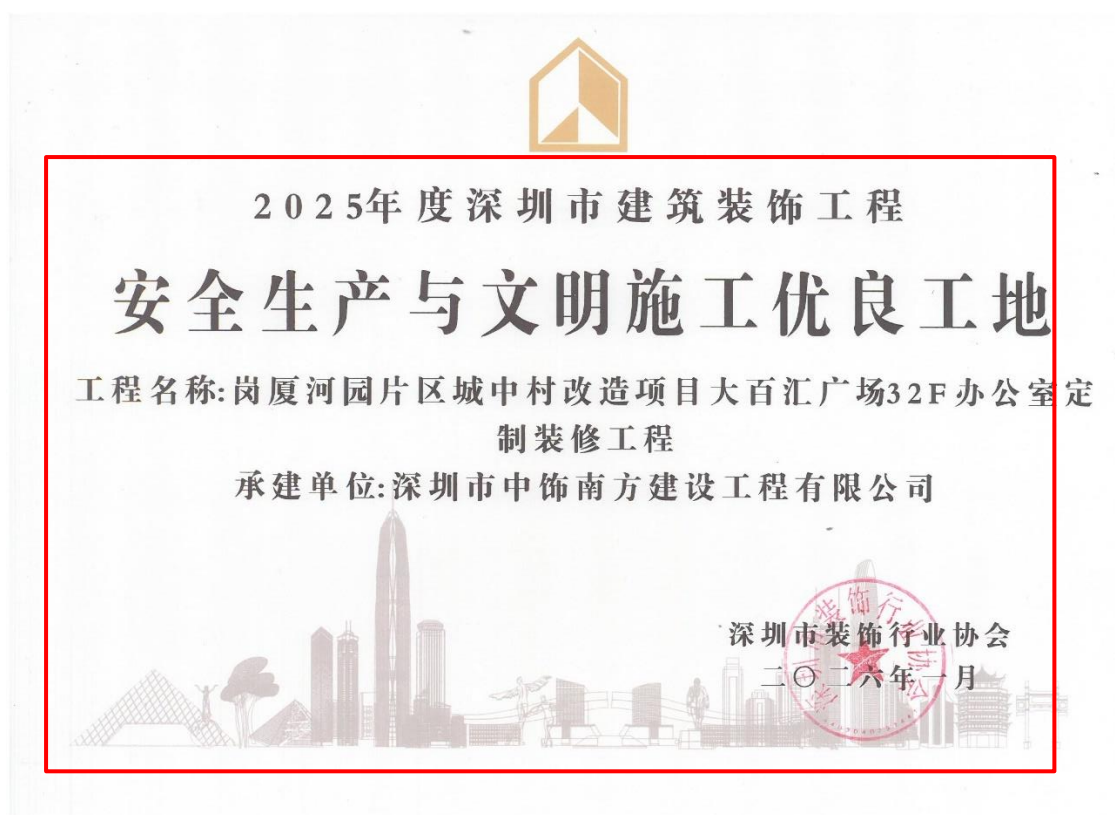 2025年度深圳市建筑装饰工程
安全生产与文明施工优良工地
工程名称:岗厦河园片区城中村改造项目大百汇广场32F办公室定
制装修工程
承建单位:深圳市中饰南方建设工程有限公司
深圳市装饰行业协会
二〇二六年一月